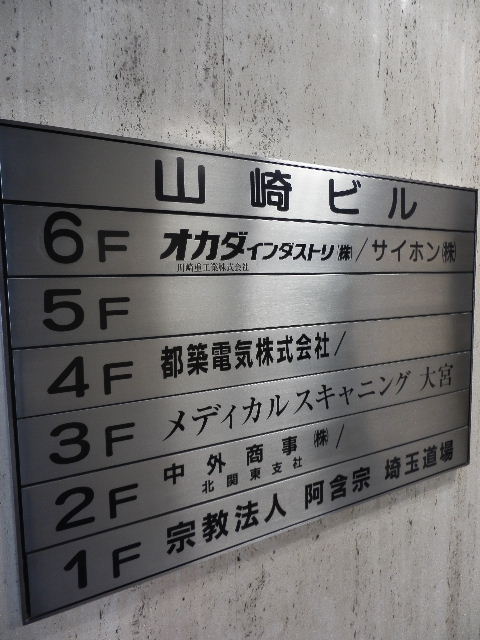 山崎ビル
6F オカダインダストリ(株)/サイホン(株)
川崎重工業株式会社
5F
4F 都築電気株式会社/
3F メディカルスキャニング 大宮
2F 中外商事(株)/
北関東支社
1F 宗教法人 阿含宗 埼玉道場